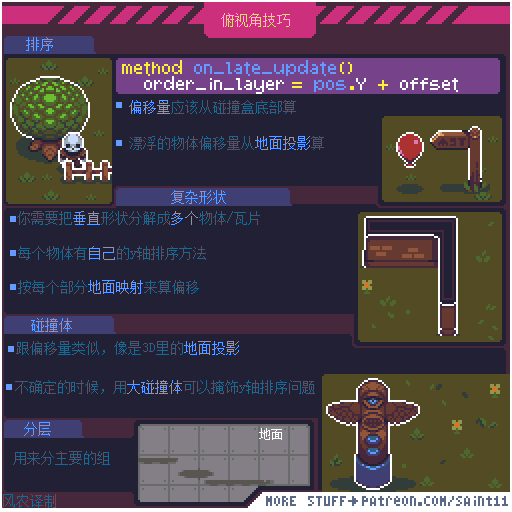 俯视角技巧
排序
method on_late_update()
order_in_layer = pos.Y + offset
偏移量应该从碰撞盒底部算
漂浮的物体偏移量从地面投影算
复杂形状
你需要把垂直形状分解成多个物体/瓦片
每个物体有自己的y轴排序方法
按每个部分地面映射来算偏移
碰撞体
跟偏移量类似，像是3D里的地面投影
不确定的时候，用大碰撞体可以掩饰y轴排序问题
分层
地面
用来分主要的组
风农译制
MORE STUFF→PATREON.COM/SAINT11